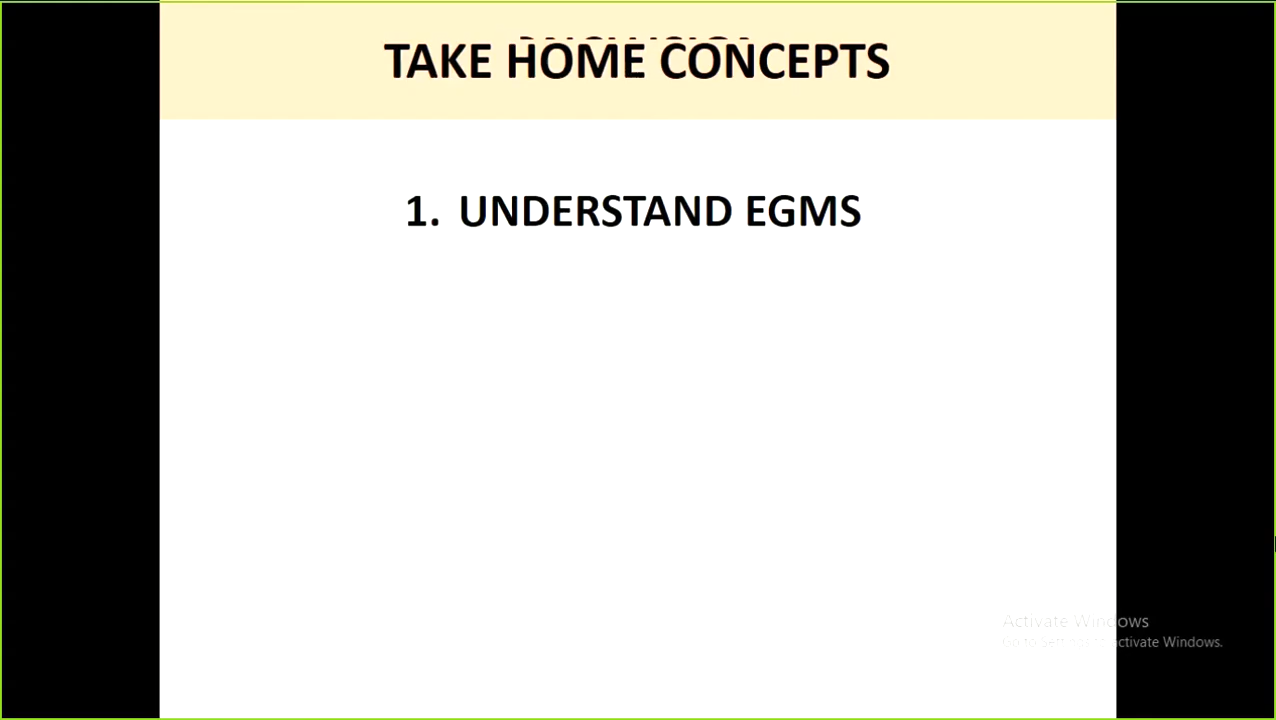 TAKE HOME CONCEPTS
1. UNDERSTAND EGMS
Activate Windows
Go to Settings to activate Windows.